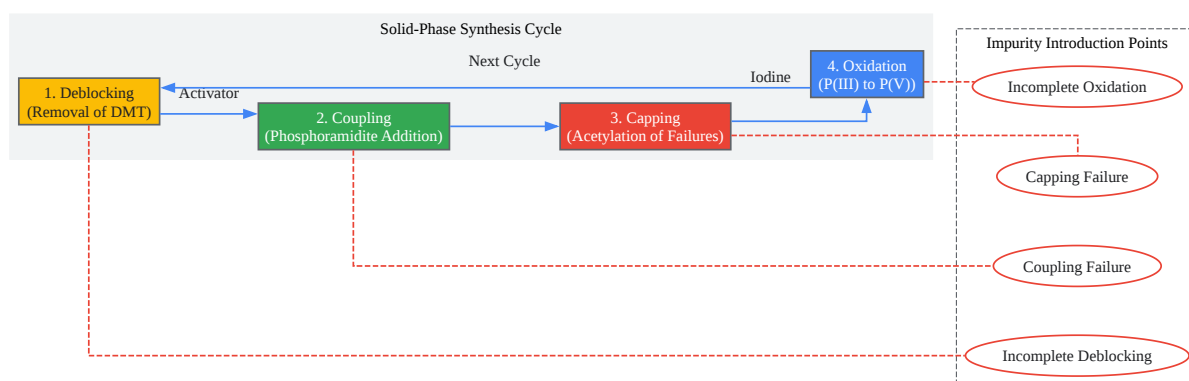 Solid-Phase Synthesis Cycle
Impurity Introduction Points
Next Cycle
4. Oxidation
(P(III) to P(V))
Iodine
Incomplete Oxidation
1. Deblocking
(Removal of DMT)
Activator
2. Coupling
(Phosphoramidite Addition)
3. Capping
(Acetylation of Failures)
Capping Failure
Coupling Failure
Incomplete Deblocking